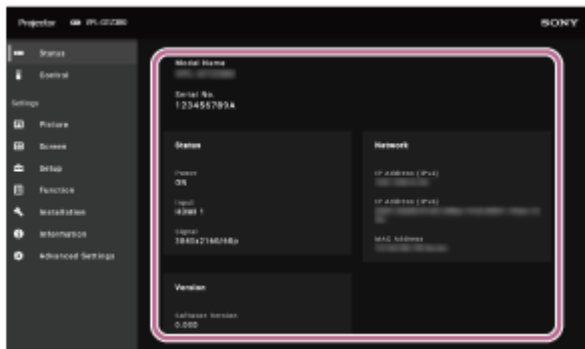 Projector
SONY
Status
Control
Settings
Picture
Screen
Setup
Function
Installation
Information
Advanced Settings
Model Name
Serial No.
123456789A
Status
Power
ON
Input
HDMI 1
Signal
3840x2160/60p
Network
IP Address (IPv4)
IP Address (IPv6)
MAC Address
Version
Software Version
0.000